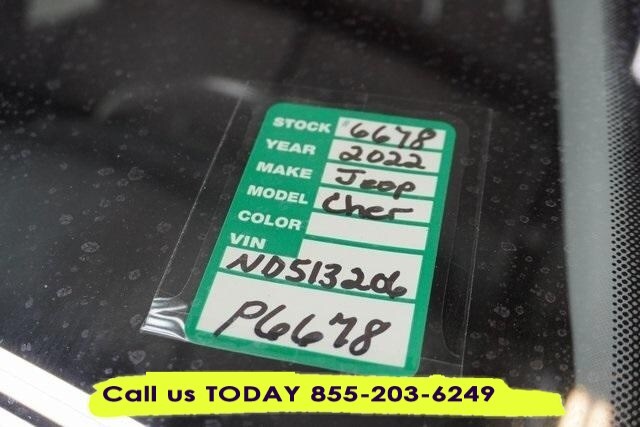 STOCK #6678
YEAR 2022
MAKE Jeep
MODEL Cher
COLOR
VIN
ND513206
P6678
Call us TODAY 855-203-6249